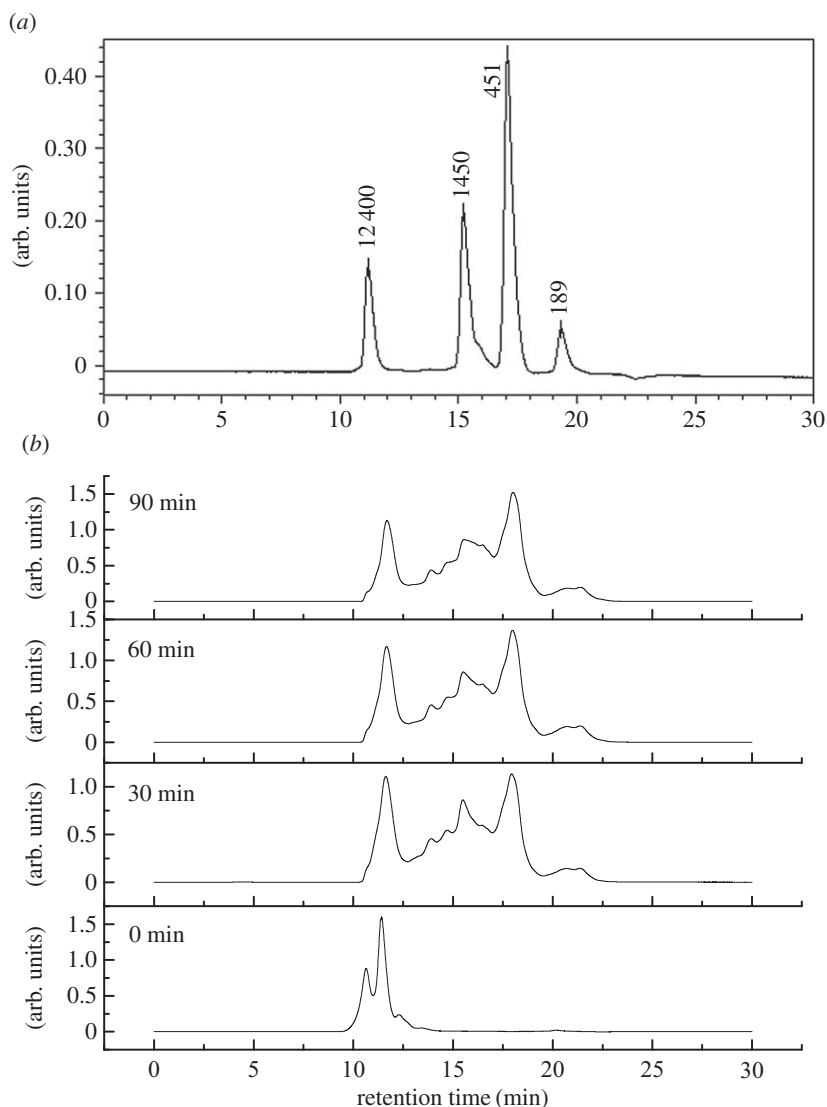 (a)
(arb. units)
0.40
0.30
0.20
0.10
0
12 400
1450
451
189
0 5 10 15 20 25 30
(b)
(arb. units)
1.5
1.0
0.5
0
90 min
(arb. units)
1.5
1.0
0.5
0
60 min
(arb. units)
1.0
0.5
0
30 min
(arb. units)
1.5
1.0
0.5
0
0 min
0 5 10 15 20 25 30
retention time (min)